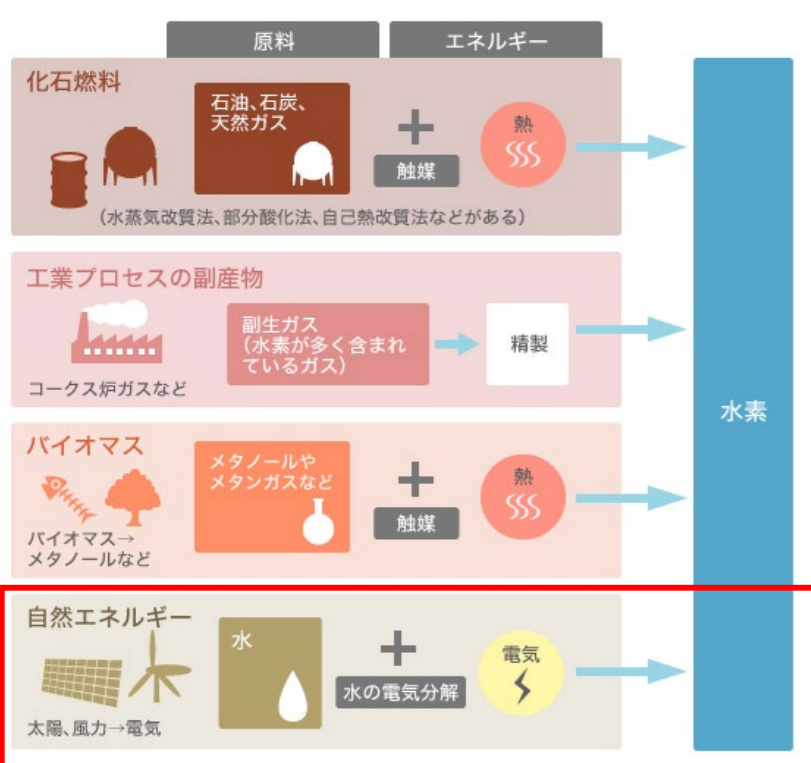 原料
エネルギー
化石燃料
石油、石炭、
天然ガス
触媒
熱
(水蒸気改質法、部分酸化法、自己熱改質法などがある)
工業プロセスの副産物
副生ガス
(水素が多く含まれ
ているガス)
精製
コークス炉ガスなど
水素
バイオマス
メタノールや
メタンガスなど
触媒
熱
バイオマス→
メタノールなど
自然エネルギー
水
水の電気分解
電気
太陽、風力→電気